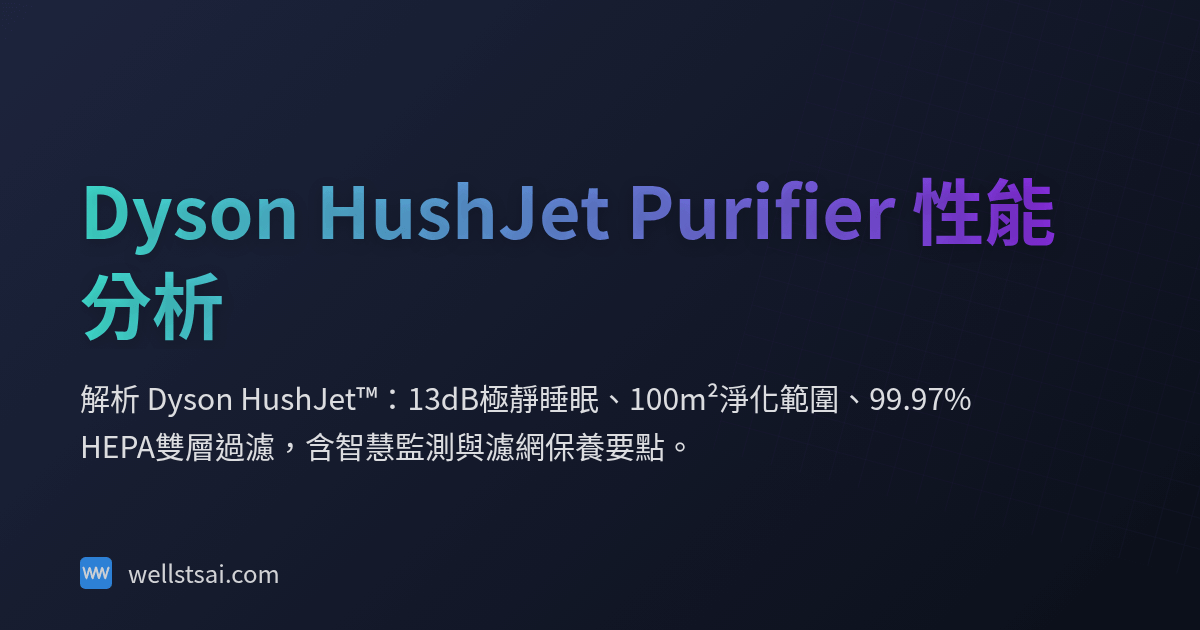 Dyson HushJet Purifier 性能
分析
解析 Dyson HushJet™：13dB極靜睡眠、100m²淨化範圍、99.97%
HEPA雙層過濾，含智慧監測與濾網保養要點。
wellstsai.com